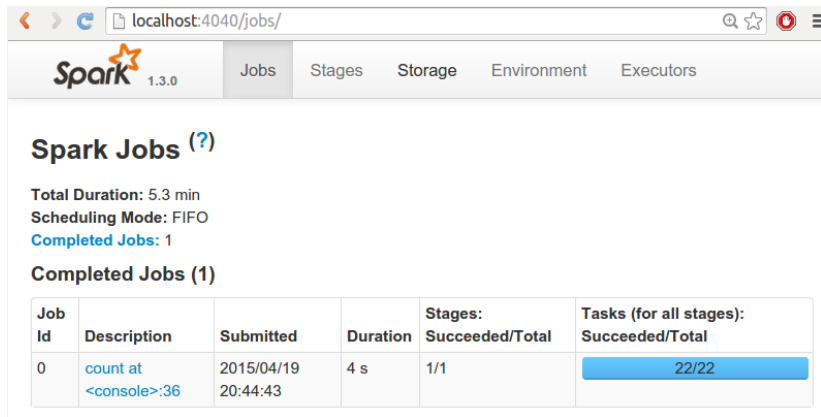 localhost:4040/jobs/
Spark 1.3.0 Jobs Stages Storage Environment Executors
Spark Jobs (?)
Total Duration: 5.3 min
Scheduling Mode: FIFO
Completed Jobs: 1
Completed Jobs (1)
Job Id Description Submitted Duration Stages: Succeeded/Total Tasks (for all stages): Succeeded/Total
0 count at <console>:36 2015/04/19 20:44:43 4 s 1/1 22/22